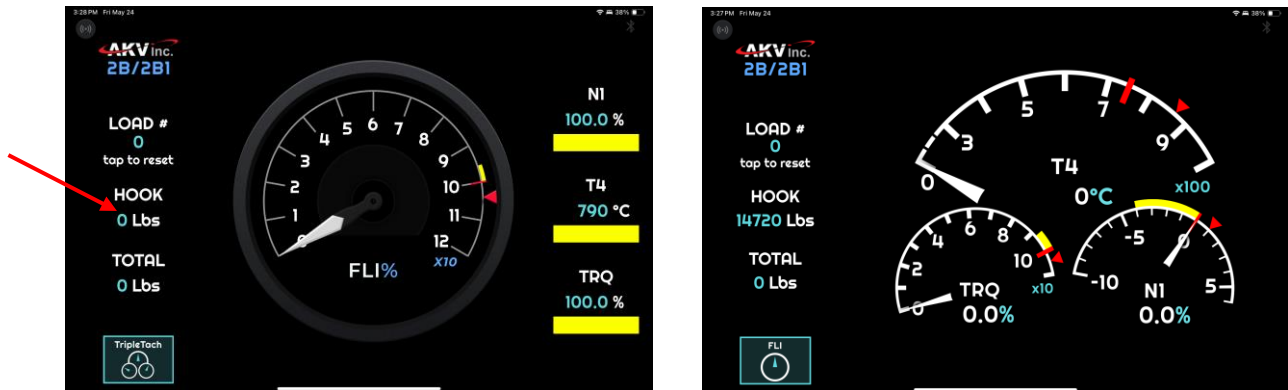 3:28 PM Fri May 24
38%
AKV inc.
2B/2B1
LOAD #
0
tap to reset
HOOK
0 Lbs
TOTAL
0 Lbs
TripleTach
0
1
2
3
4
5
6
7
8
9
10
11
12
X10
FLI%
N1
100.0 %
T4
790 °C
TRQ
100.0 %
3:27 PM Fri May 24
38%
AKV inc.
2B/2B1
LOAD #
0
tap to reset
HOOK
14720 Lbs
TOTAL
0 Lbs
FLI
0
3
5
7
9
x100
T4
0°C
0
2
4
6
8
10
x10
TRQ
0.0%
-10
-5
0
5
N1
0.0%